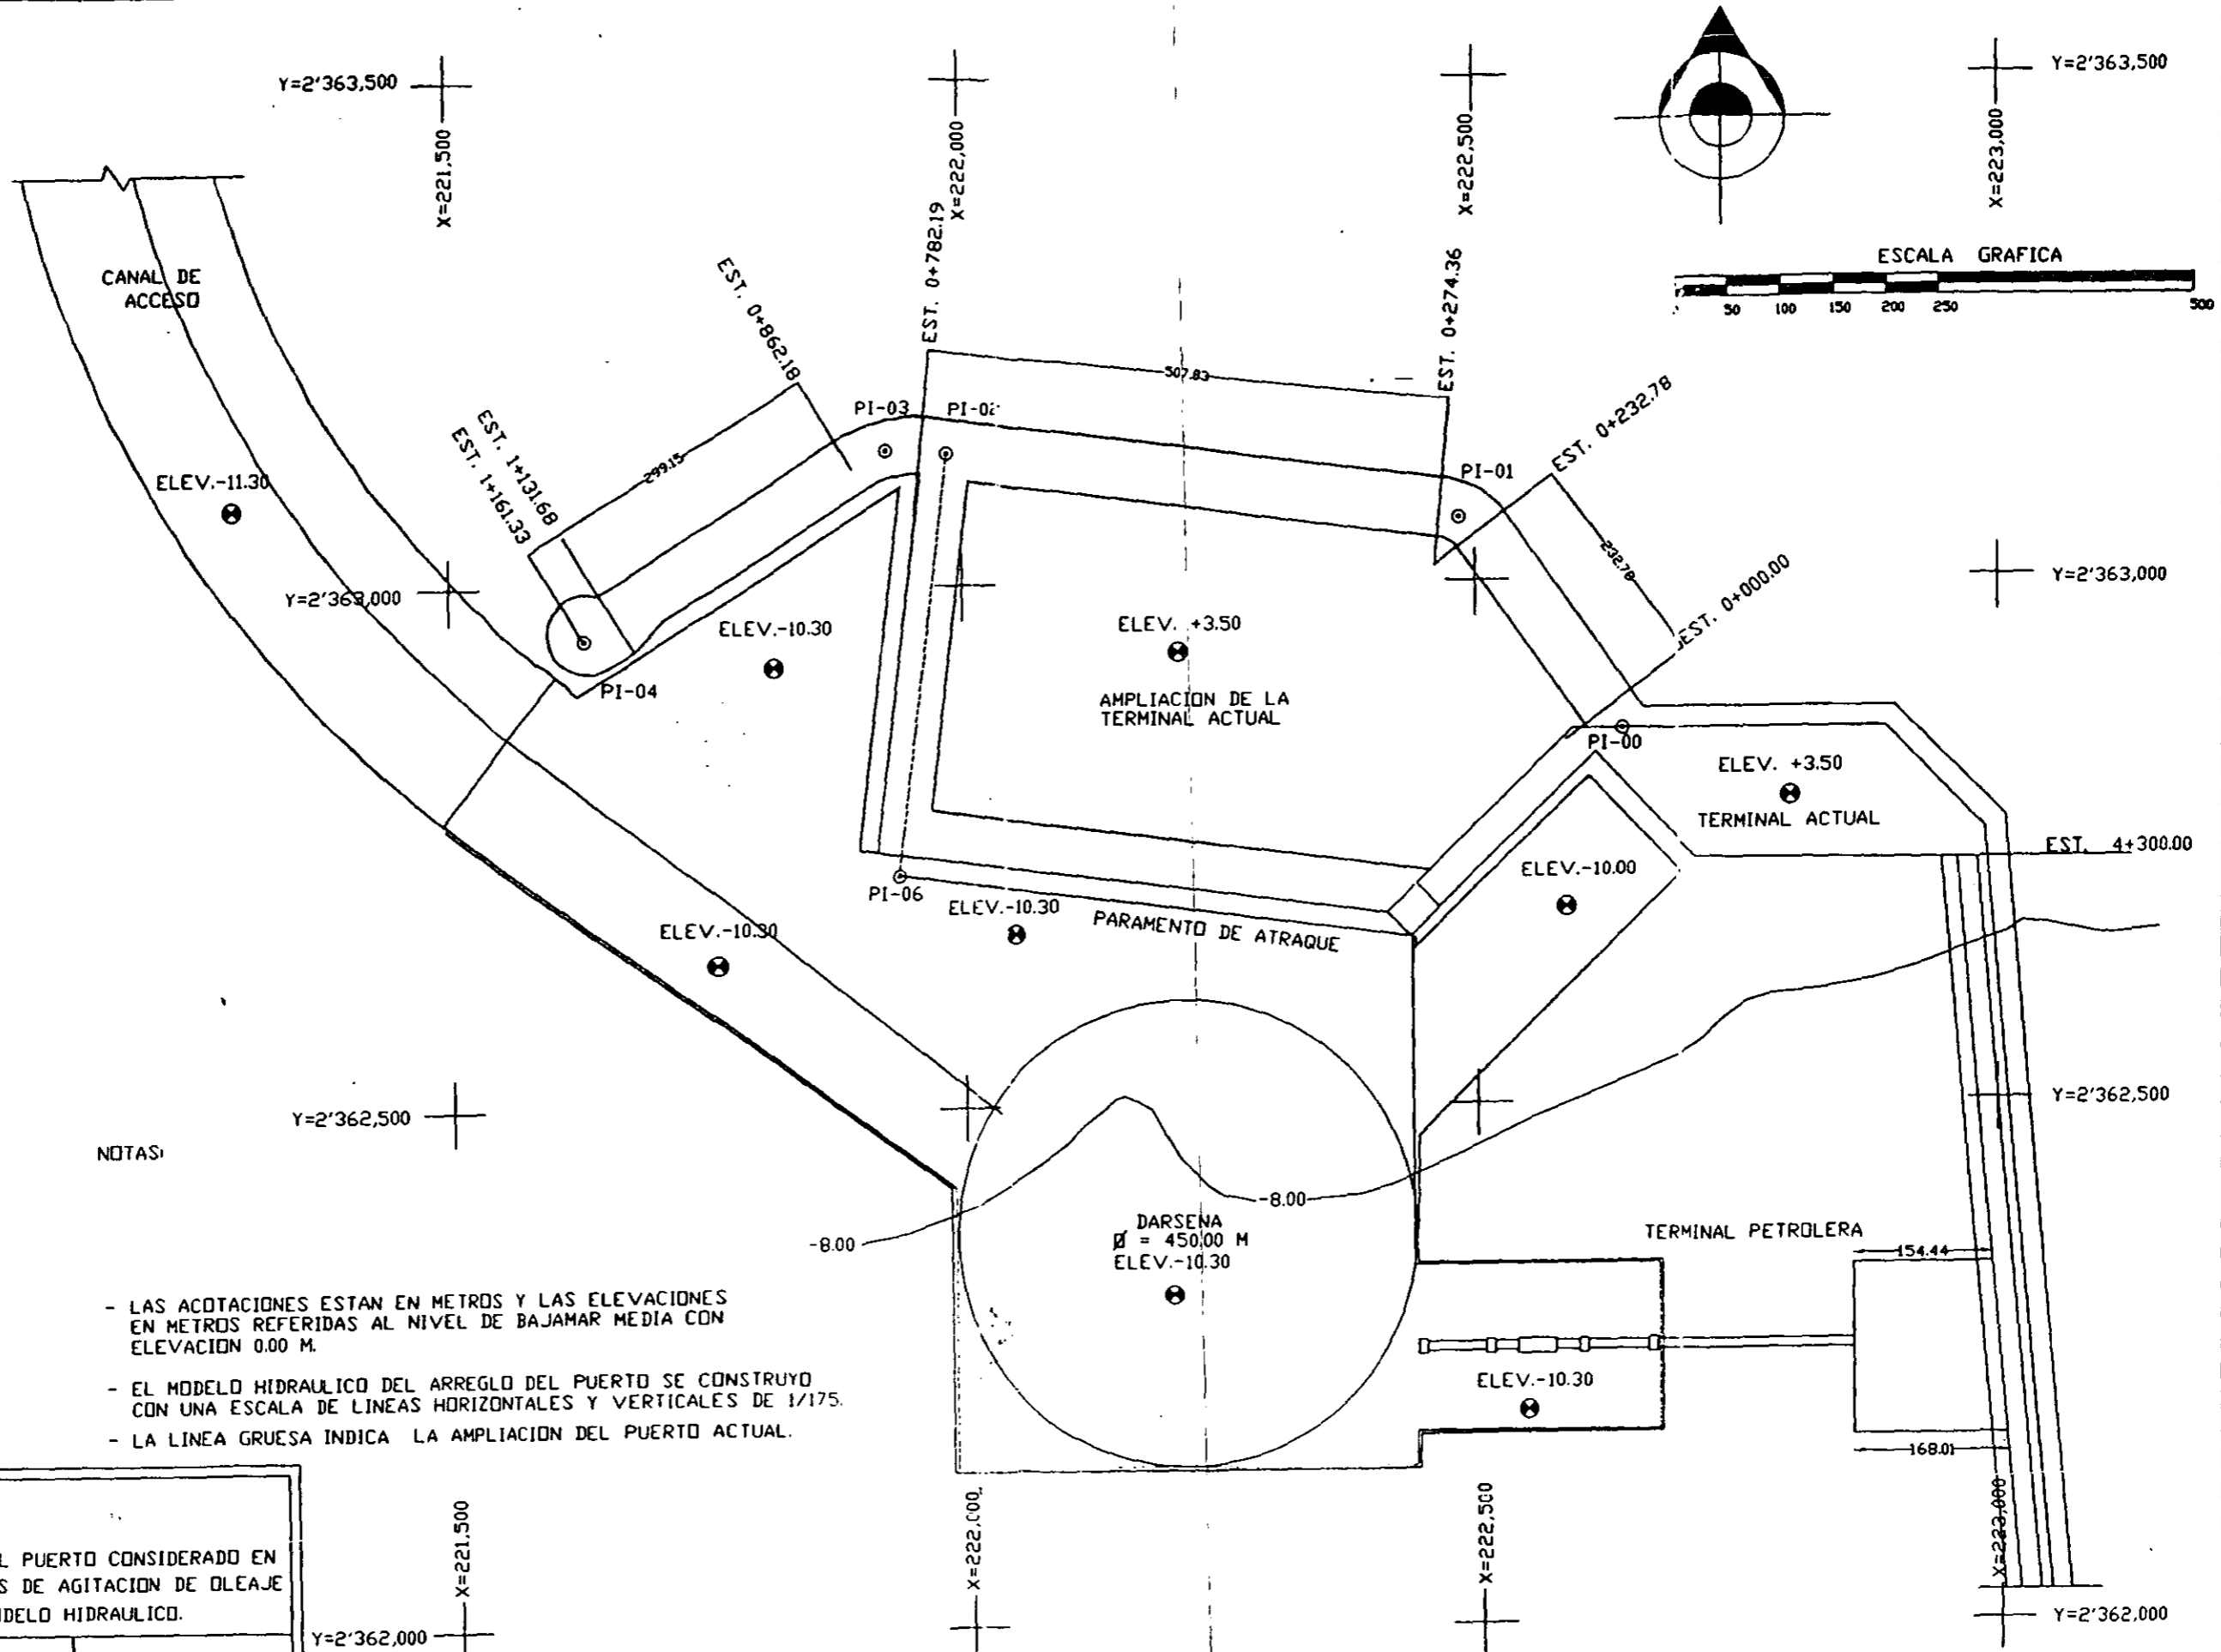 Y=2'363,500
X=221,500
X=222,000
X=222,500
X=223,000
Y=2'363,500
ESCALA GRAFICA
50 100 150 200 250 500
CANAL DE
ACCESO
ELEV.-11.30
EST. 0+862.18
EST. 0+782.19
507.83
EST. 0+274.36
EST. 0+232.78
232.78
EST. 0+000.00
PI-03
PI-02
PI-01
299.15
EST. 1+131.68
EST. 1+161.33
Y=2'363,000
Y=2'363,000
ELEV.-10.30
PI-04
ELEV. +3.50
AMPLIACION DE LA
TERMINAL ACTUAL
PI-00
ELEV. +3.50
TERMINAL ACTUAL
EST. 4+300.00
ELEV.-10.00
PI-06
ELEV.-10.30
PARAMENTO DE ATRAQUE
ELEV.-10.30
Y=2'362,500
Y=2'362,500
NOTAS:
-8.00
-8.00
DARSENA
Ø = 450.00 M
ELEV.-10.30
TERMINAL PETROLERA
154.44
ELEV.-10.30
168.01
- LAS ACOTACIONES ESTAN EN METROS Y LAS ELEVACIONES
EN METROS REFERIDAS AL NIVEL DE BAJAMAR MEDIA CON
ELEVACION 0.00 M.
- EL MODELO HIDRAULICO DEL ARREGLO DEL PUERTO SE CONSTRUYO
CON UNA ESCALA DE LINEAS HORIZONTALES Y VERTICALES DE 1/175.
- LA LINEA GRUESA INDICA LA AMPLIACION DEL PUERTO ACTUAL.
L PUERTO CONSIDERADO EN
S DE AGITACION DE OLEAJE
DELO HIDRAULICO.
X=221,500
X=222,000
X=222,500
X=223,000
Y=2'362,000
Y=2'362,000